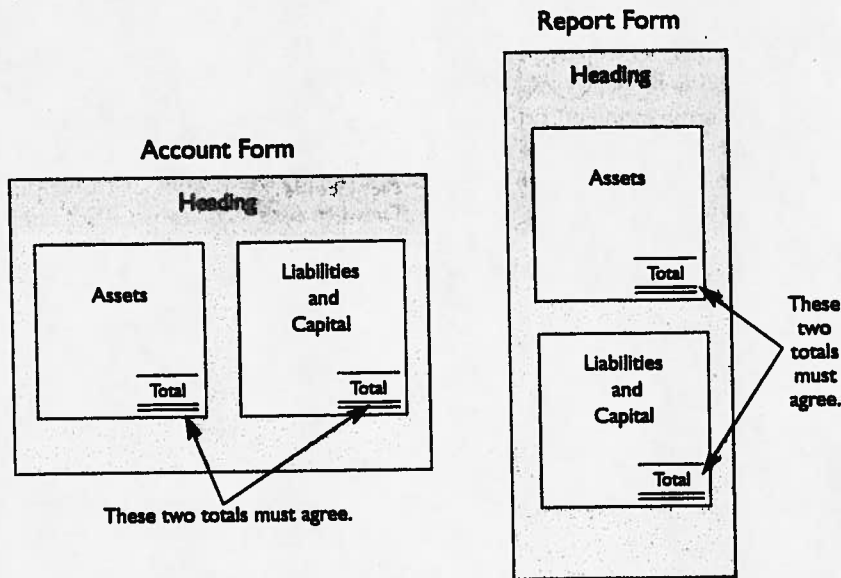 Account Form
Heading
Assets
Total
Liabilities
and
Capital
Total
These two totals must agree.
Report Form
Heading
Assets
Total
Liabilities
and
Capital
Total
These
two
totals
must
agree.